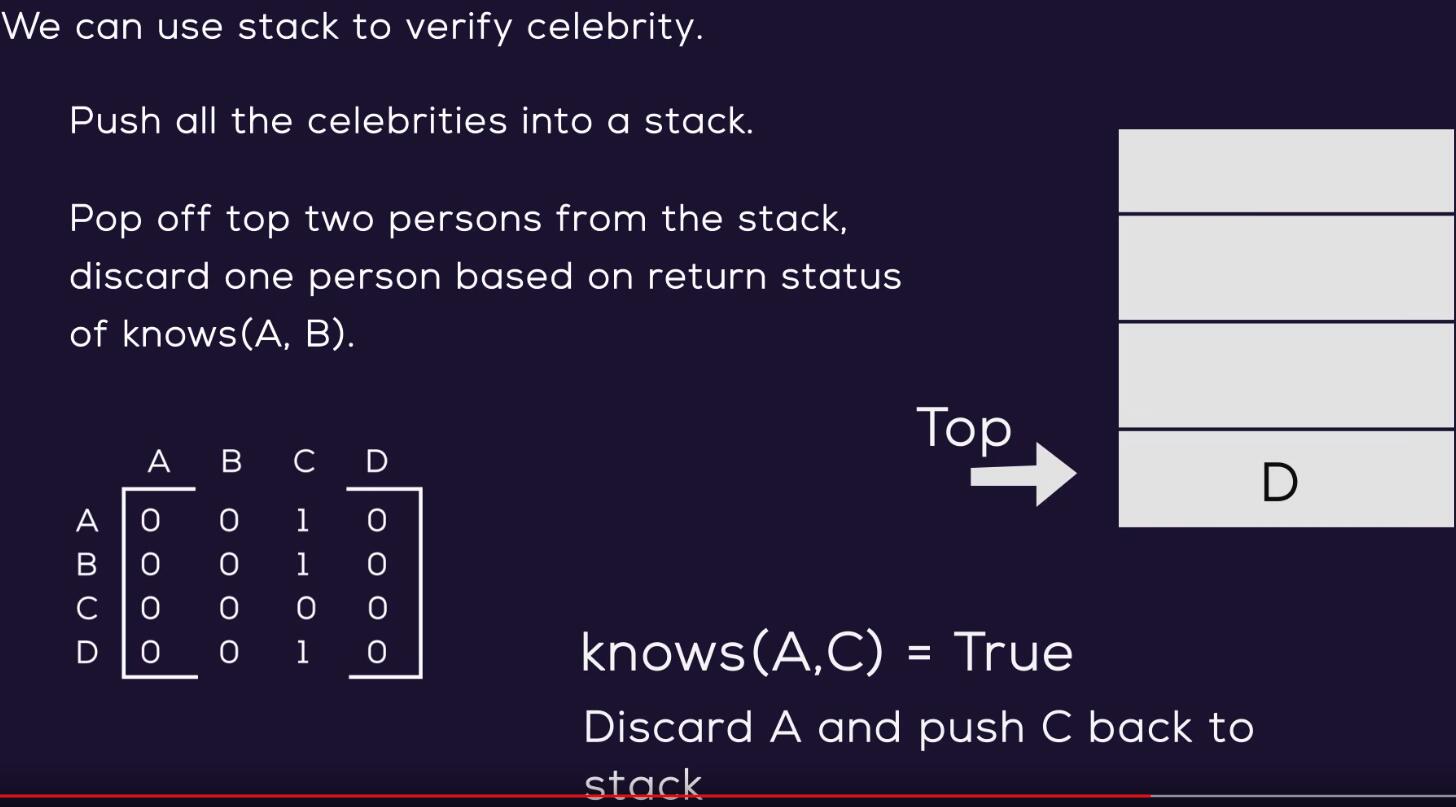 We can use stack to verify celebrity.
Push all the celebrities into a stack.
Pop off top two persons from the stack,
discard one person based on return status
of knows(A, B).
Top
D
A B C D
A 0 0 1 0
B 0 0 1 0
C 0 0 0 0
D 0 0 1 0
knows(A,C) = True
Discard A and push C back to
stack